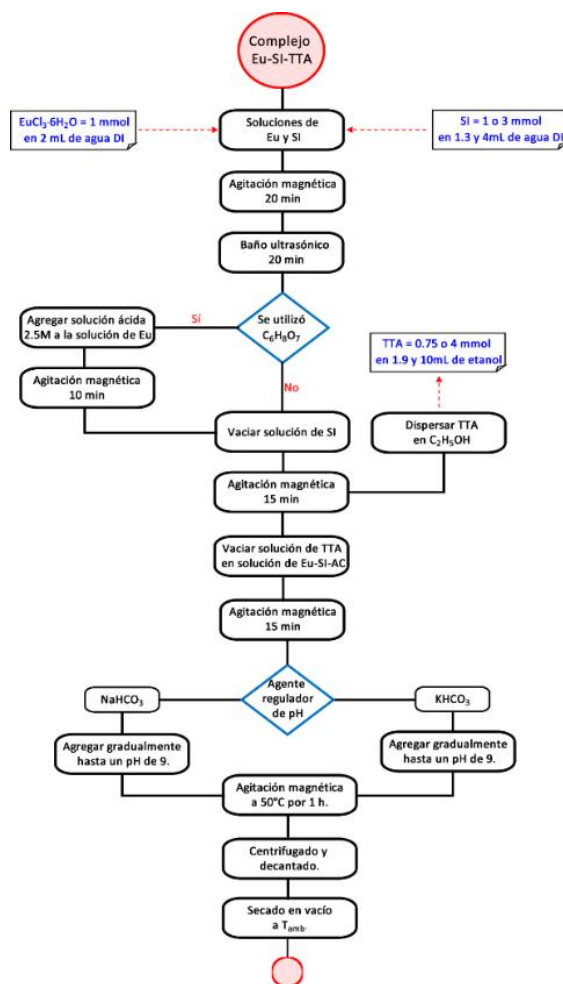 Complejo
Eu-SI-TTA
EuCl₃·6H₂O = 1 mmol
en 2 mL de agua DI
Soluciones de
Eu y SI
SI = 1 o 3 mmol
en 1.3 y 4mL de agua DI
Agitación magnética
20 min
Baño ultrasónico
20 min
Se utilizó
C₆H₈O₇
Sí
Agregar solución ácida
2.5M a la solución de Eu
Agitación magnética
10 min
No
TTA = 0.75 o 4 mmol
en 1.9 y 10mL de etanol
Vaciar solución de SI
Dispersar TTA
en C₂H₅OH
Agitación magnética
15 min
Vaciar solución de TTA
en solución de Eu-SI-AC
Agitación magnética
15 min
Agente
regulador
de pH
NaHCO₃
KHCO₃
Agregar gradualmente
hasta un pH de 9.
Agregar gradualmente
hasta un pH de 9.
Agitación magnética
a 50°C por 1 h.
Centrifugado y
decantado.
Secado en vacío
a Tamb.